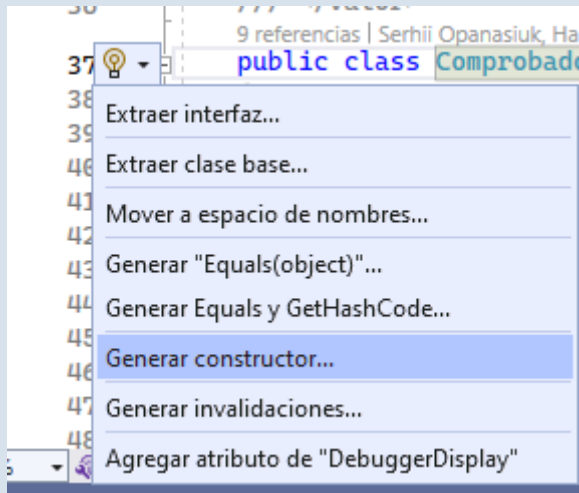 36
9 referencias | Serhii Opanasiuk, Ha
37 public class Comprobado
38 Extraer interfaz...
39
40 Extraer clase base...
41 Mover a espacio de nombres...
42
43 Generar "Equals(object)"...
44 Generar Equals y GetHashCode...
45
46 Generar constructor...
47 Generar invalidaciones...
48
Agregar atributo de "DebuggerDisplay"